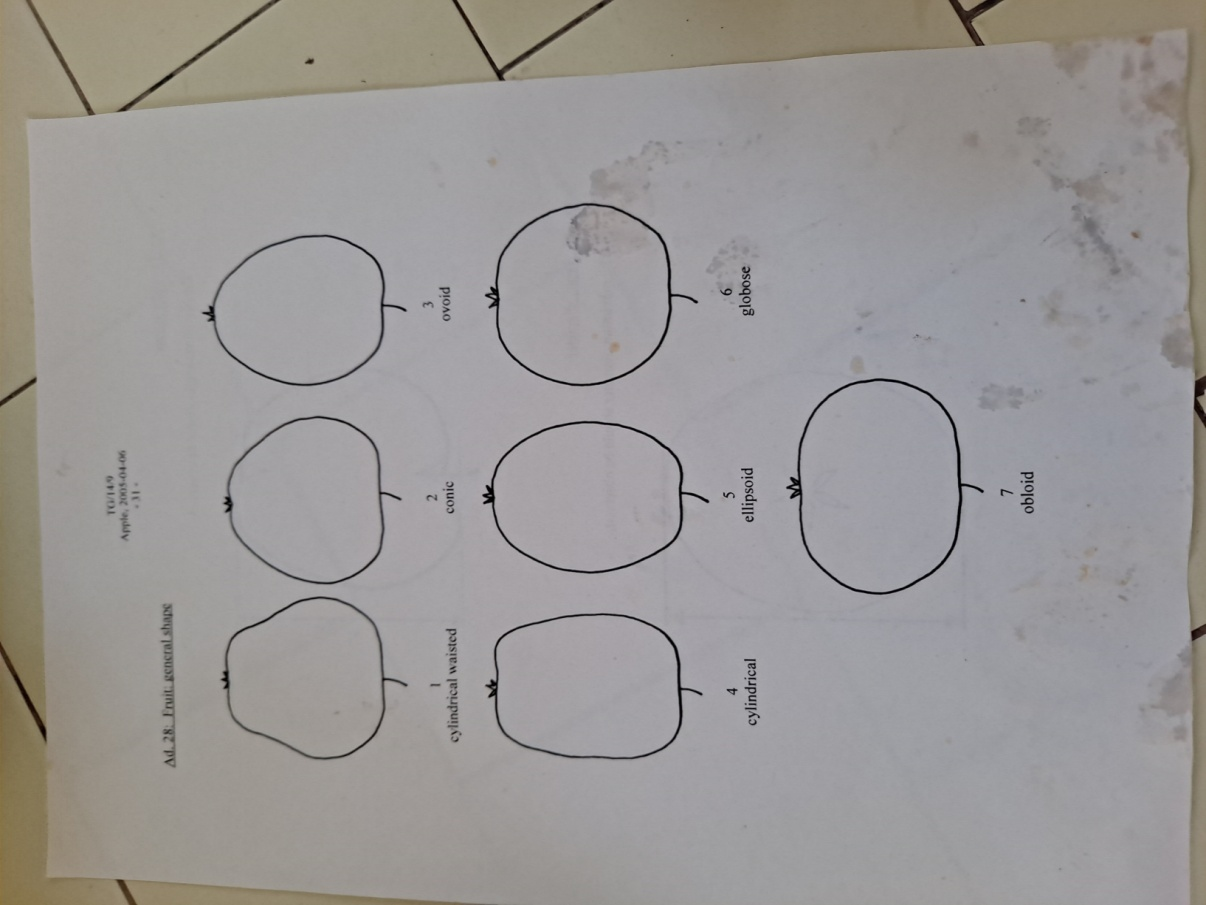 TG/14/9
Apple, 2005-04-06
- 31 -
Ad. 28: Fruit: general shape
1
cylindrical waisted
2
conic
3
ovoid
4
cylindrical
5
ellipsoid
6
globose
7
obloid